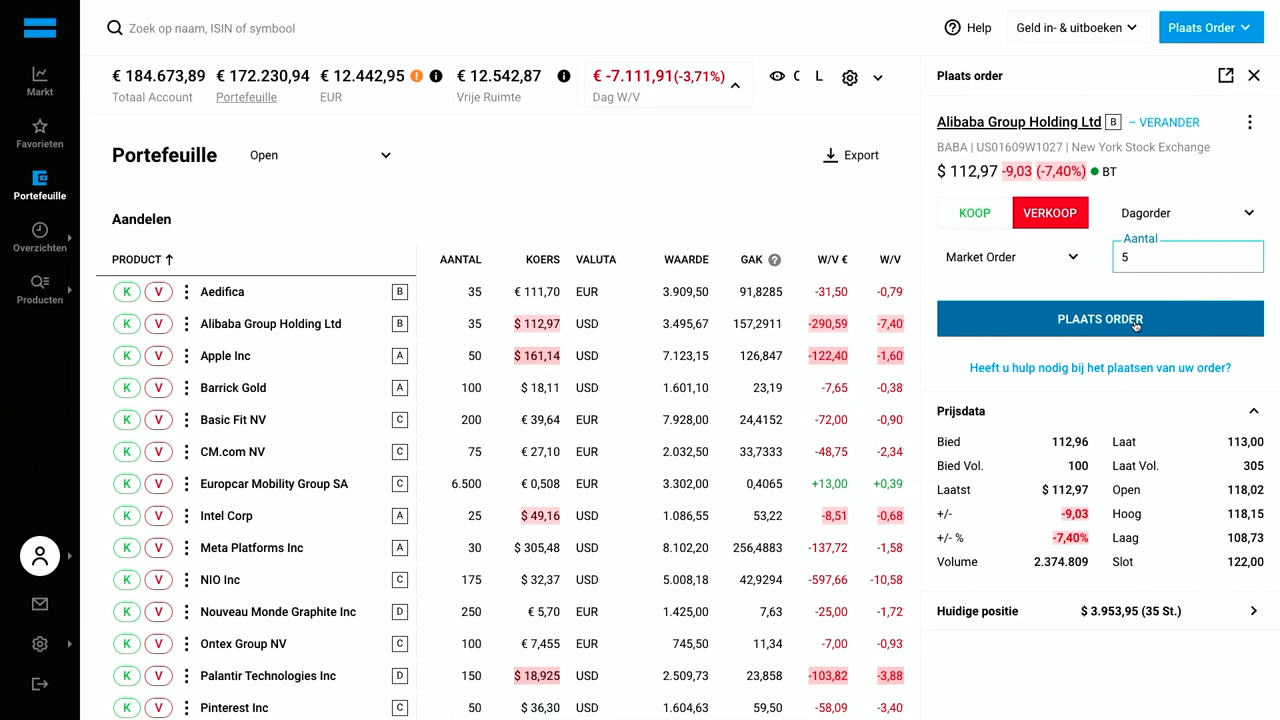 Zoek op naam, ISIN of symbool
Help
Geld in- & uitboeken
Plaats Order
Markt
Favorieten
Portefeuille
Overzichten
Producten
€ 184.673,89 € 172.230,94 € 12.442,95 € 12.542,87 € -7.111,91(-3,71%)
Totaal Account Portefeuille EUR Vrije Ruimte Dag W/V
C L
Portefeuille Open Export
Aandelen
PRODUCT AANTAL KOERS VALUTA WAARDE GAK ? W/V € W/V
K V Aedifica B 35 € 111,70 EUR 3.909,50 91,8285 -31,50 -0,79
K V Alibaba Group Holding Ltd B 35 $ 112,97 USD 3.495,67 157,2911 -290,59 -7,40
K V Apple Inc A 50 $ 161,14 USD 7.123,15 126,847 -122,40 -1,60
K V Barrick Gold A 100 $ 18,11 USD 1.601,10 23,19 -7,65 -0,38
K V Basic Fit NV C 200 € 39,64 EUR 7.928,00 24,4152 -72,00 -0,90
K V CM.com NV C 75 € 27,10 EUR 2.032,50 33,7333 -48,75 -2,34
K V Europcar Mobility Group SA C 6.500 € 0,508 EUR 3.302,00 0,4065 +13,00 +0,39
K V Intel Corp A 25 $ 49,16 USD 1.086,55 53,22 -8,51 -0,68
K V Meta Platforms Inc A 30 $ 305,48 USD 8.102,20 256,4883 -137,72 -1,58
K V NIO Inc C 175 $ 32,37 USD 5.008,18 42,9294 -597,66 -10,58
K V Nouveau Monde Graphite Inc D 250 € 5,70 EUR 1.425,00 7,63 -25,00 -1,72
K V Ontex Group NV C 100 € 7,455 EUR 745,50 11,34 -7,00 -0,93
K V Palantir Technologies Inc D 150 $ 18,925 USD 2.509,73 23,858 -103,82 -3,88
K V Pinterest Inc C 50 $ 36,30 USD 1.604,63 59,50 -58,09 -3,40
Plaats order
Alibaba Group Holding Ltd B – VERANDER
BABA | US01609W1027 | New York Stock Exchange
$ 112,97 -9,03 (-7,40%) BT
KOOP VERKOOP Dagorder
Aantal
Market Order 5
PLAATS ORDER
Heeft u hulp nodig bij het plaatsen van uw order?
Prijsdata
Bied 112,96 Laat 113,00
Bied Vol. 100 Laat Vol. 305
Laatst $ 112,97 Open 118,02
+/- -9,03 Hoog 118,15
+/- % -7,40% Laag 108,73
Volume 2.374.809 Slot 122,00
Huidige positie $ 3.953,95 (35 St.)